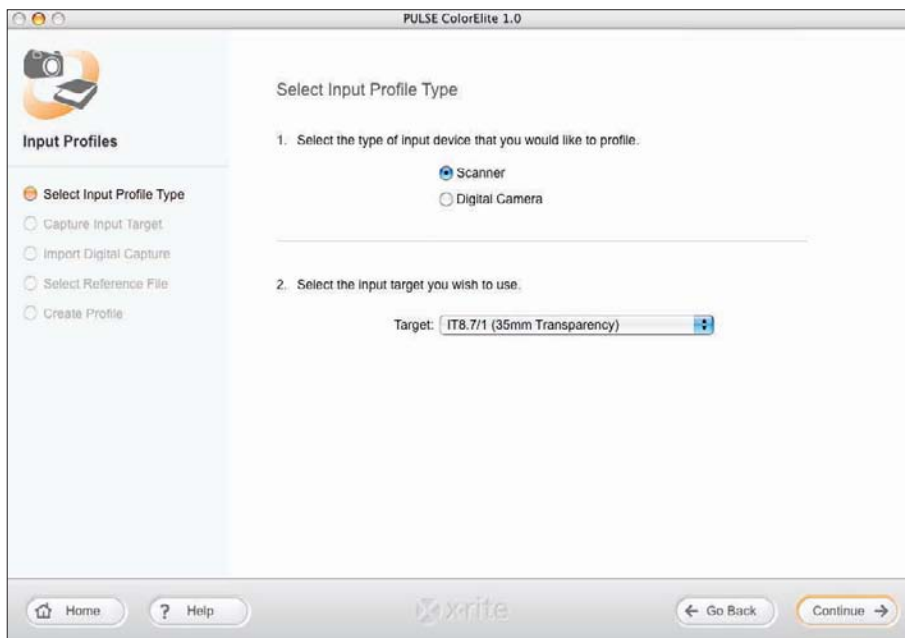 PULSE ColorElite 1.0
Input Profiles
Select Input Profile Type
Capture Input Target
Import Digital Capture
Select Reference File
Create Profile
Select Input Profile Type
1. Select the type of input device that you would like to profile.
Scanner
Digital Camera
2. Select the input target you wish to use.
Target: IT8.7/1 (35mm Transparency)
Home
? Help
x·rite
Go Back
Continue